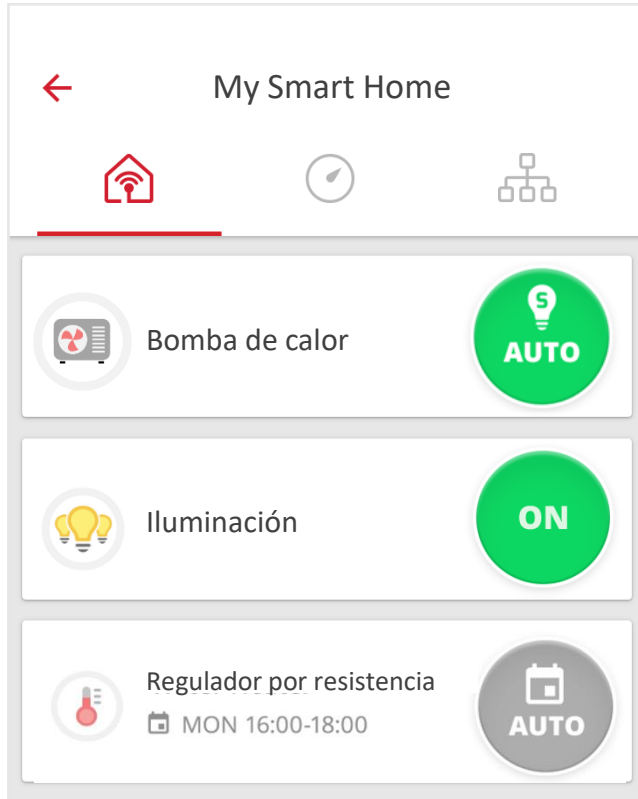 My Smart Home
Bomba de calor
S
AUTO
Iluminación
ON
Regulador por resistencia
MON 16:00-18:00
AUTO